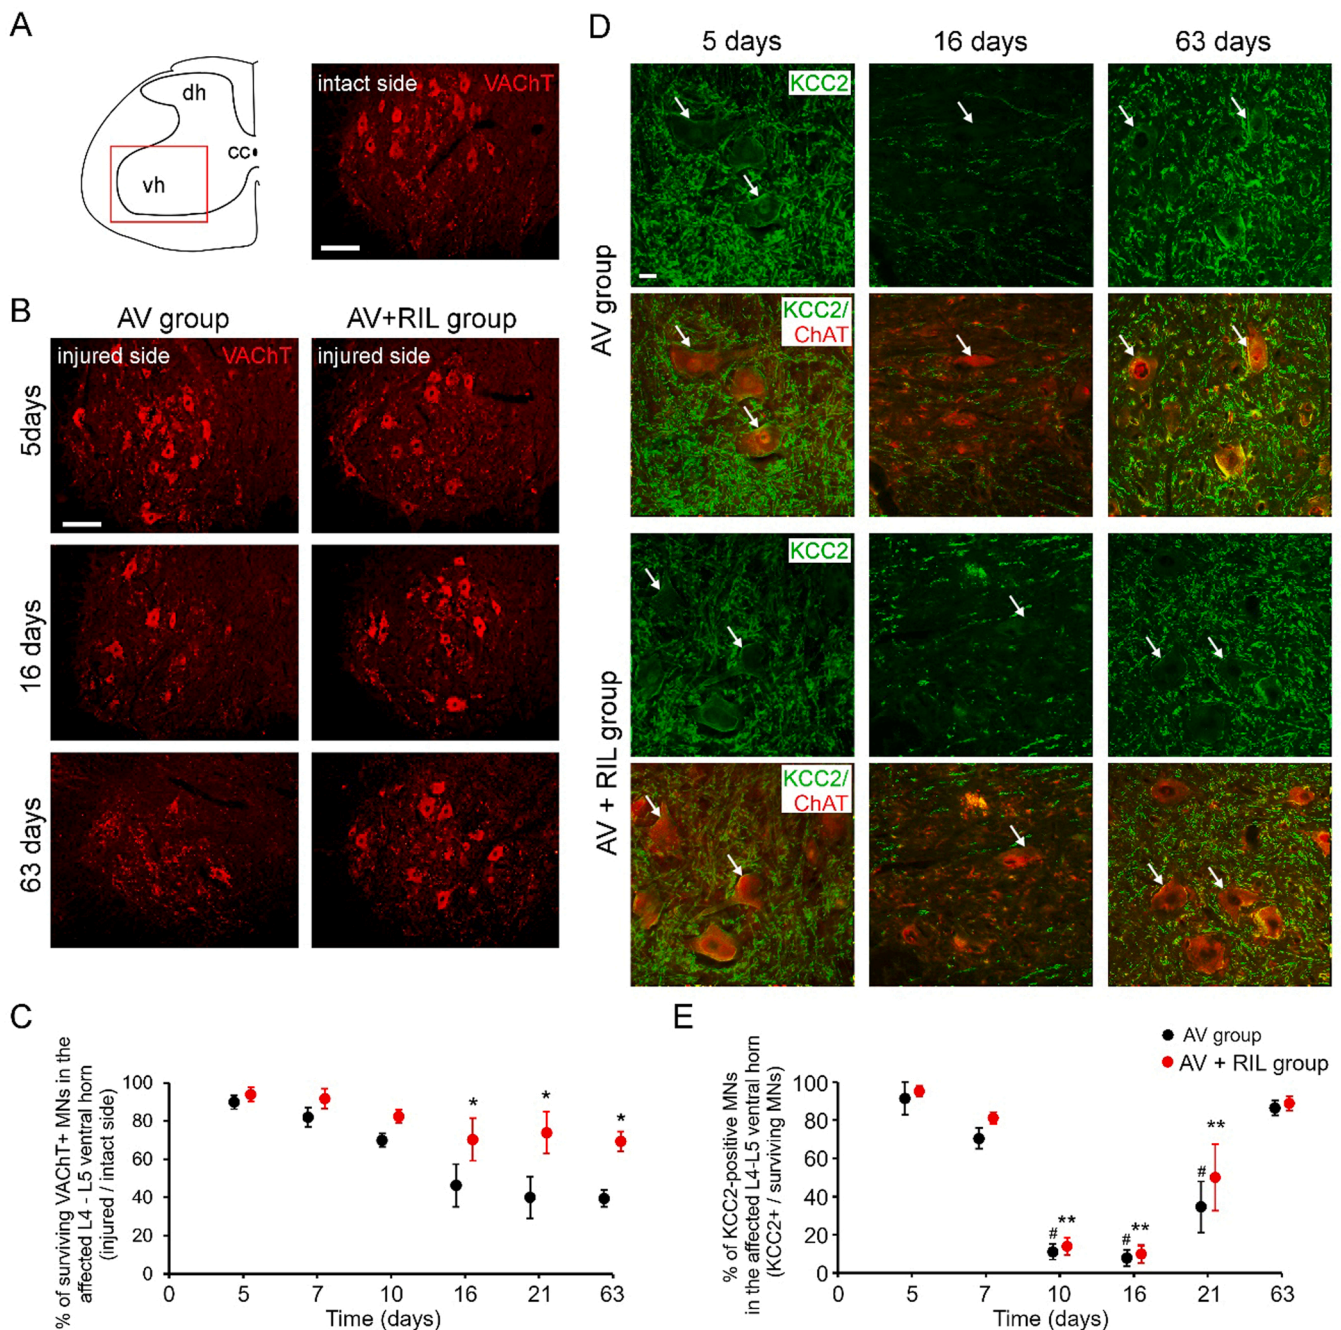 A
dh
cc
vh
intact side VAChT
B
AV group AV+RIL group
injured side VAChT injured side
5days
16 days
63 days
C
% of surviving VAChT+ MNs in the
affected L4 - L5 ventral horn
(injured / intact side)
100
80
60
40
20
0
* * *
0 5 7 10 16 21 63
Time (days)
D
5 days 16 days 63 days
AV group
KCC2
KCC2/
ChAT
AV + RIL group
KCC2
KCC2/
ChAT
E
AV group
AV + RIL group
% of KCC2-positive MNs
in the affected L4-L5 ventral horn
(KCC2+ / surviving MNs)
100
80
60
40
20
0
# ** # ** # **
0 5 7 10 16 21 63
Time (days)